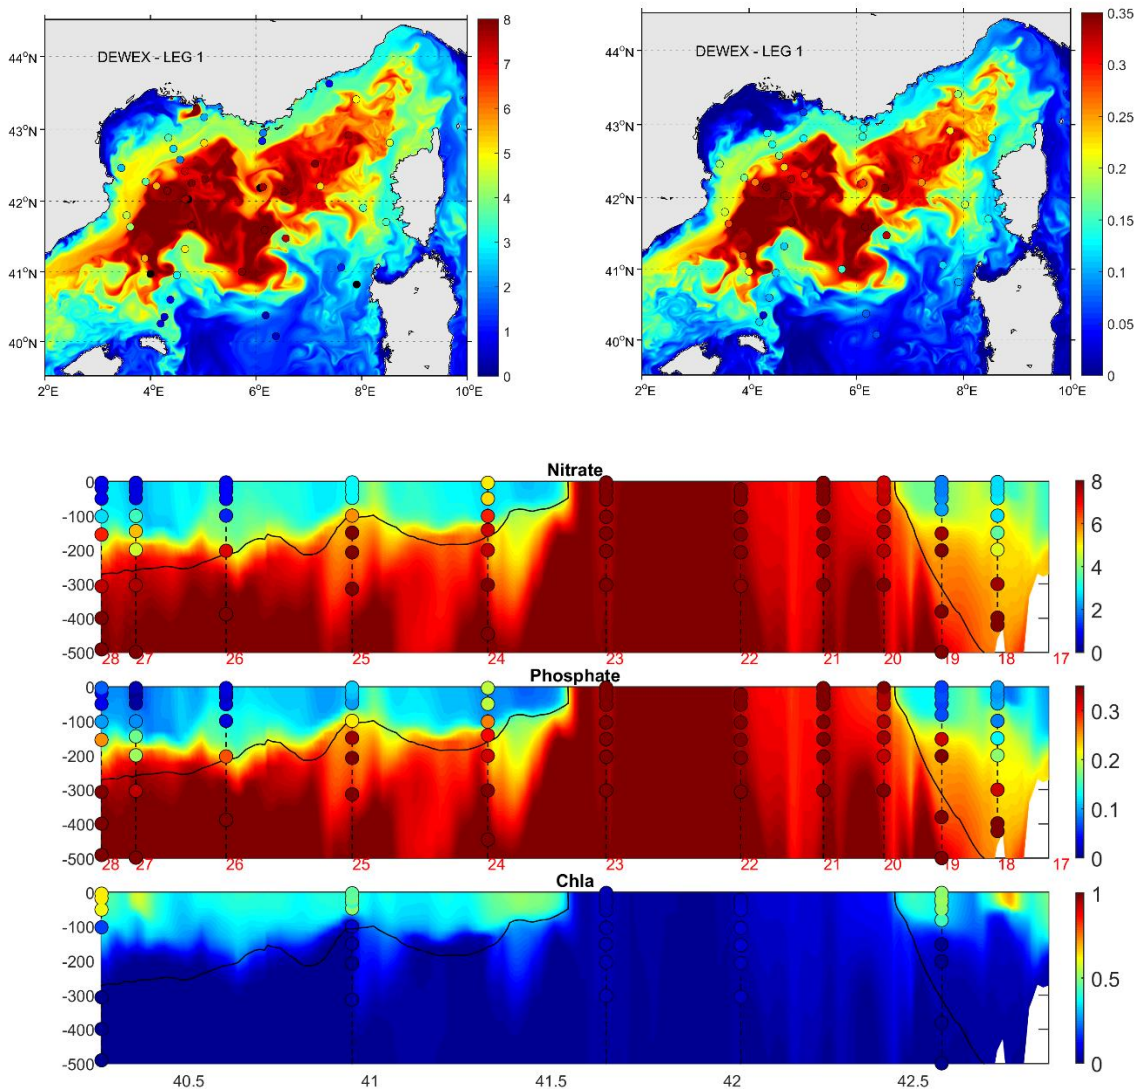 DEWEX - LEG 1
44°N
43°N
42°N
41°N
40°N
2°E 4°E 6°E 8°E 10°E
8
7
6
5
4
3
2
1
0
DEWEX - LEG 1
44°N
43°N
42°N
41°N
40°N
2°E 4°E 6°E 8°E 10°E
0.35
0.3
0.25
0.2
0.15
0.1
0.05
0
Nitrate
0
-100
-200
-300
-400
-500
28 27 26 25 24 23 22 21 20 19 18 17
8
6
4
2
0
Phosphate
0
-100
-200
-300
-400
-500
28 27 26 25 24 23 22 21 20 19 18 17
0.3
0.2
0.1
0
Chla
0
-100
-200
-300
-400
-500
40.5 41 41.5 42 42.5
1
0.5
0